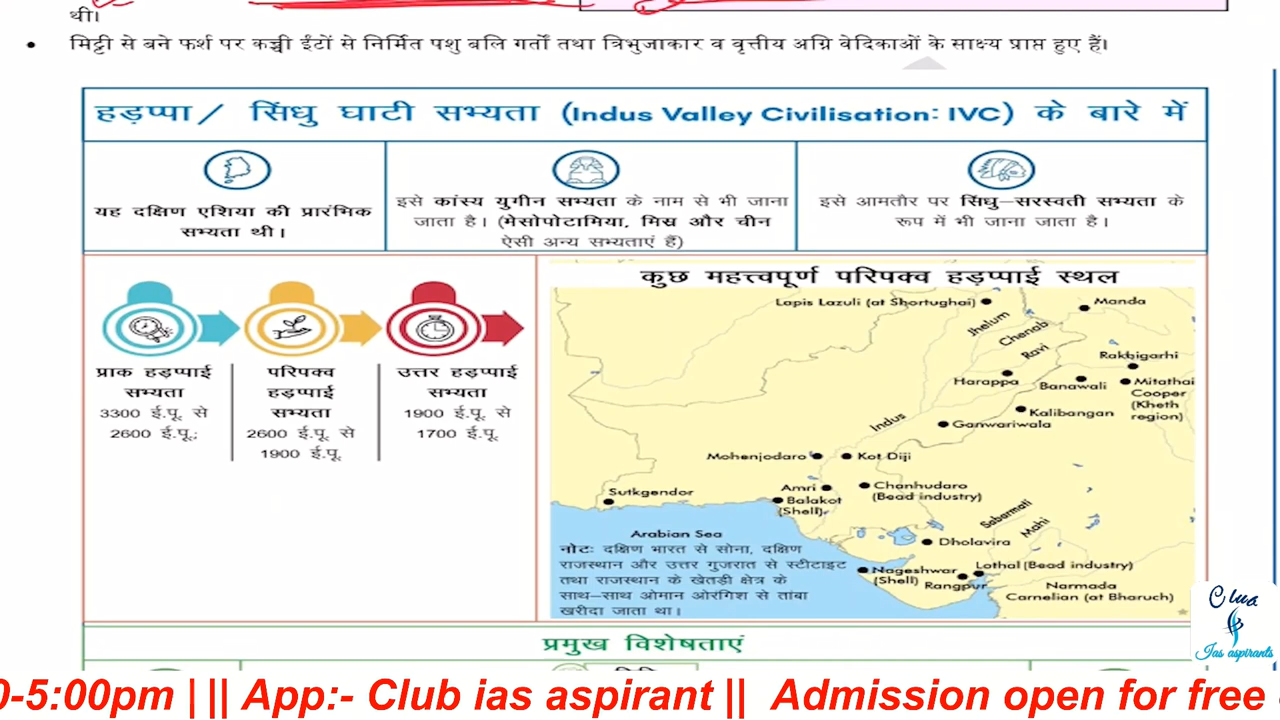 थी।
• मिट्टी से बने फर्श पर कच्ची ईंटों से निर्मित पशु बलि गर्तों तथा त्रिभुजाकार व वृत्तीय अग्नि वेदिकाओं के साक्ष्य प्राप्त हुए हैं।
हड़प्पा/ सिंधु घाटी सभ्यता (Indus Valley Civilisation: IVC) के बारे में
यह दक्षिण एशिया की प्रारंभिक
सभ्यता थी।
इसे कांस्य युगीन सभ्यता के नाम से भी जाना
जाता है। (मेसोपोटामिया, मिस्र और चीन
ऐसी अन्य सभ्यताएं हैं)
इसे आमतौर पर सिंधु–सरस्वती सभ्यता के
रूप में भी जाना जाता है।
प्राक हड़प्पाई
सभ्यता
3300 ई.पू. से
2600 ई.पू.;
परिपक्व
हड़प्पाई
सभ्यता
2600 ई.पू. से
1900 ई.पू.
उत्तर हड़प्पाई
सभ्यता
1900 ई.पू. से
1700 ई.पू.
कुछ महत्त्वपूर्ण परिपक्व हड़प्पाई स्थल
Lapis Lazuli (at Shortughai)
Manda
Jhelum
Chenab
Ravi
Rakhigarhi
Harappa
Banawali
Mitathai
Cooper
(Kheth
region)
Kalibangan
Indus
Ganwariwala
Mohenjodaro
Kot Diji
Amri
Chanhudaro
(Bead industry)
Sutkgendor
Balakot
(Shell)
Sabarmati
Mahi
Arabian Sea
Dholavira
नोटः दक्षिण भारत से सोना, दक्षिण
राजस्थान और उत्तर गुजरात से स्टीटाइट
तथा राजस्थान के खेतड़ी क्षेत्र के
साथ–साथ ओमान ओरंगिश से तांबा
खरीदा जाता था।
Nageshwar
(Shell)
Rangpur
Lothal (Bead industry)
Narmada
Carnelian (at Bharuch)
प्रमुख विशेषताएं
Club
Ias aspirants
0-5:00pm | || App:- Club ias aspirant || Admission open for free